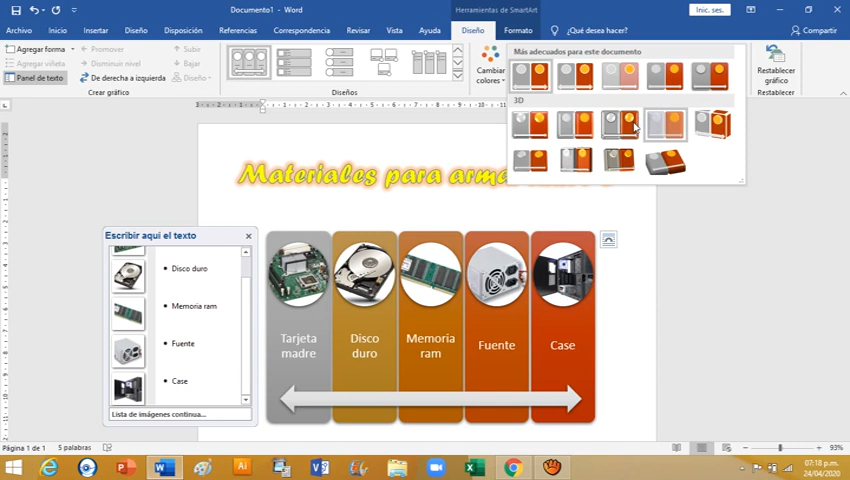 Documento1 - Word
Herramientas de SmartArt
Inic. ses.
Archivo Inicio Insertar Diseño Disposición Referencias Correspondencia Revisar Vista Ayuda Diseño Formato ¿Qué desea hacer? Compartir
Agregar forma Promover Subir
Agregar viñeta Disminuir Bajar
Panel de texto De derecha a izquierda Diseño
Crear gráfico
Diseños
Cambiar
colores
Más adecuados para este documento
3D
Restablecer
gráfico
Restablecer
Materiales para arma
Escribir aquí el texto
Disco duro
Memoria ram
Fuente
Case
Lista de imágenes continua...
Tarjeta
madre
Disco
duro
Memoria
ram
Fuente
Case
Página 1 de 1 5 palabras
93%
07:18 p.m.
24/04/2020